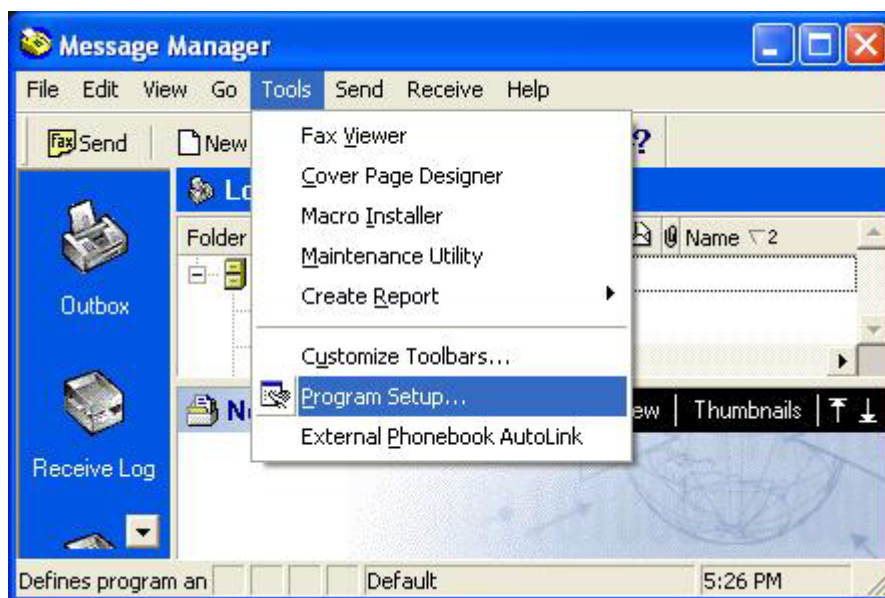 Message Manager
File Edit View Go Tools Send Receive Help
Fax Send New ?
Fax Viewer
Cover Page Designer
Macro Installer
Maintenance Utility
Create Report
Customize Toolbars...
Program Setup...
External Phonebook AutoLink
Folder
Name 2
Outbox
Thumbnails
Receive Log
Defines program an Default 5:26 PM